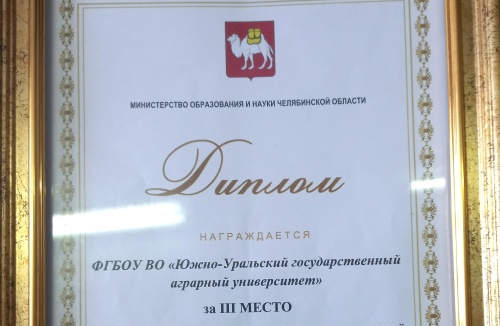 МИНИСТЕРСТВО ОБРАЗОВАНИЯ И НАУКИ ЧЕЛЯБИНСКОЙ ОБЛАСТИ
Диплом
НАГРАЖДАЕТСЯ
ФГБОУ ВО «Южно-Уральский государственный
аграрный университет»
за III МЕСТО